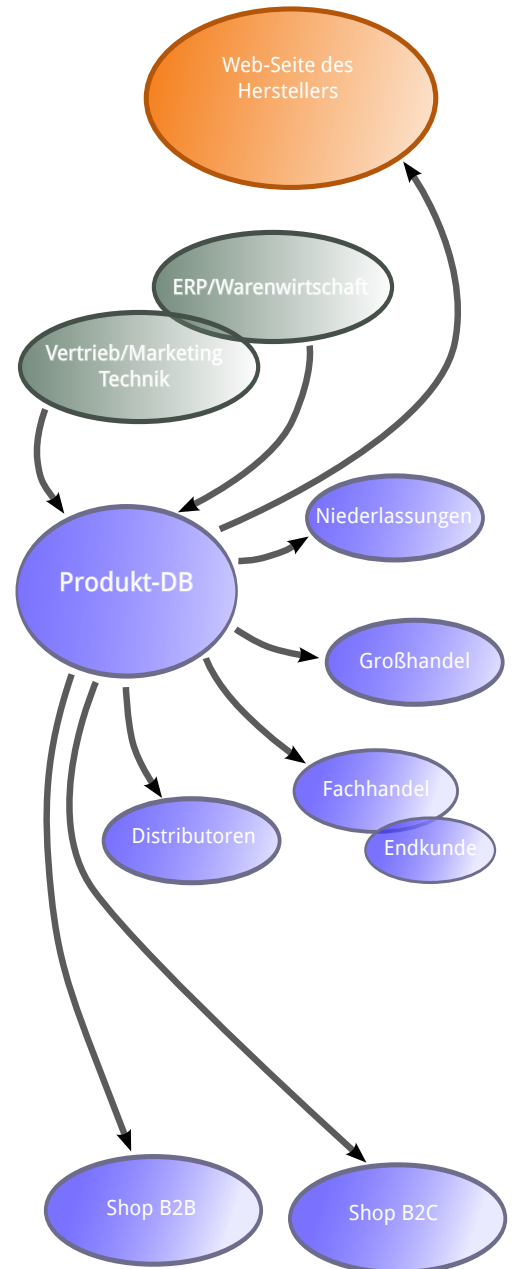 Web-Seite des
Herstellers
ERP/Warenwirtschaft
Vertrieb/Marketing
Technik
Niederlassungen
Produkt-DB
Großhandel
Fachhandel
Distributoren
Endkunde
Shop B2B
Shop B2C